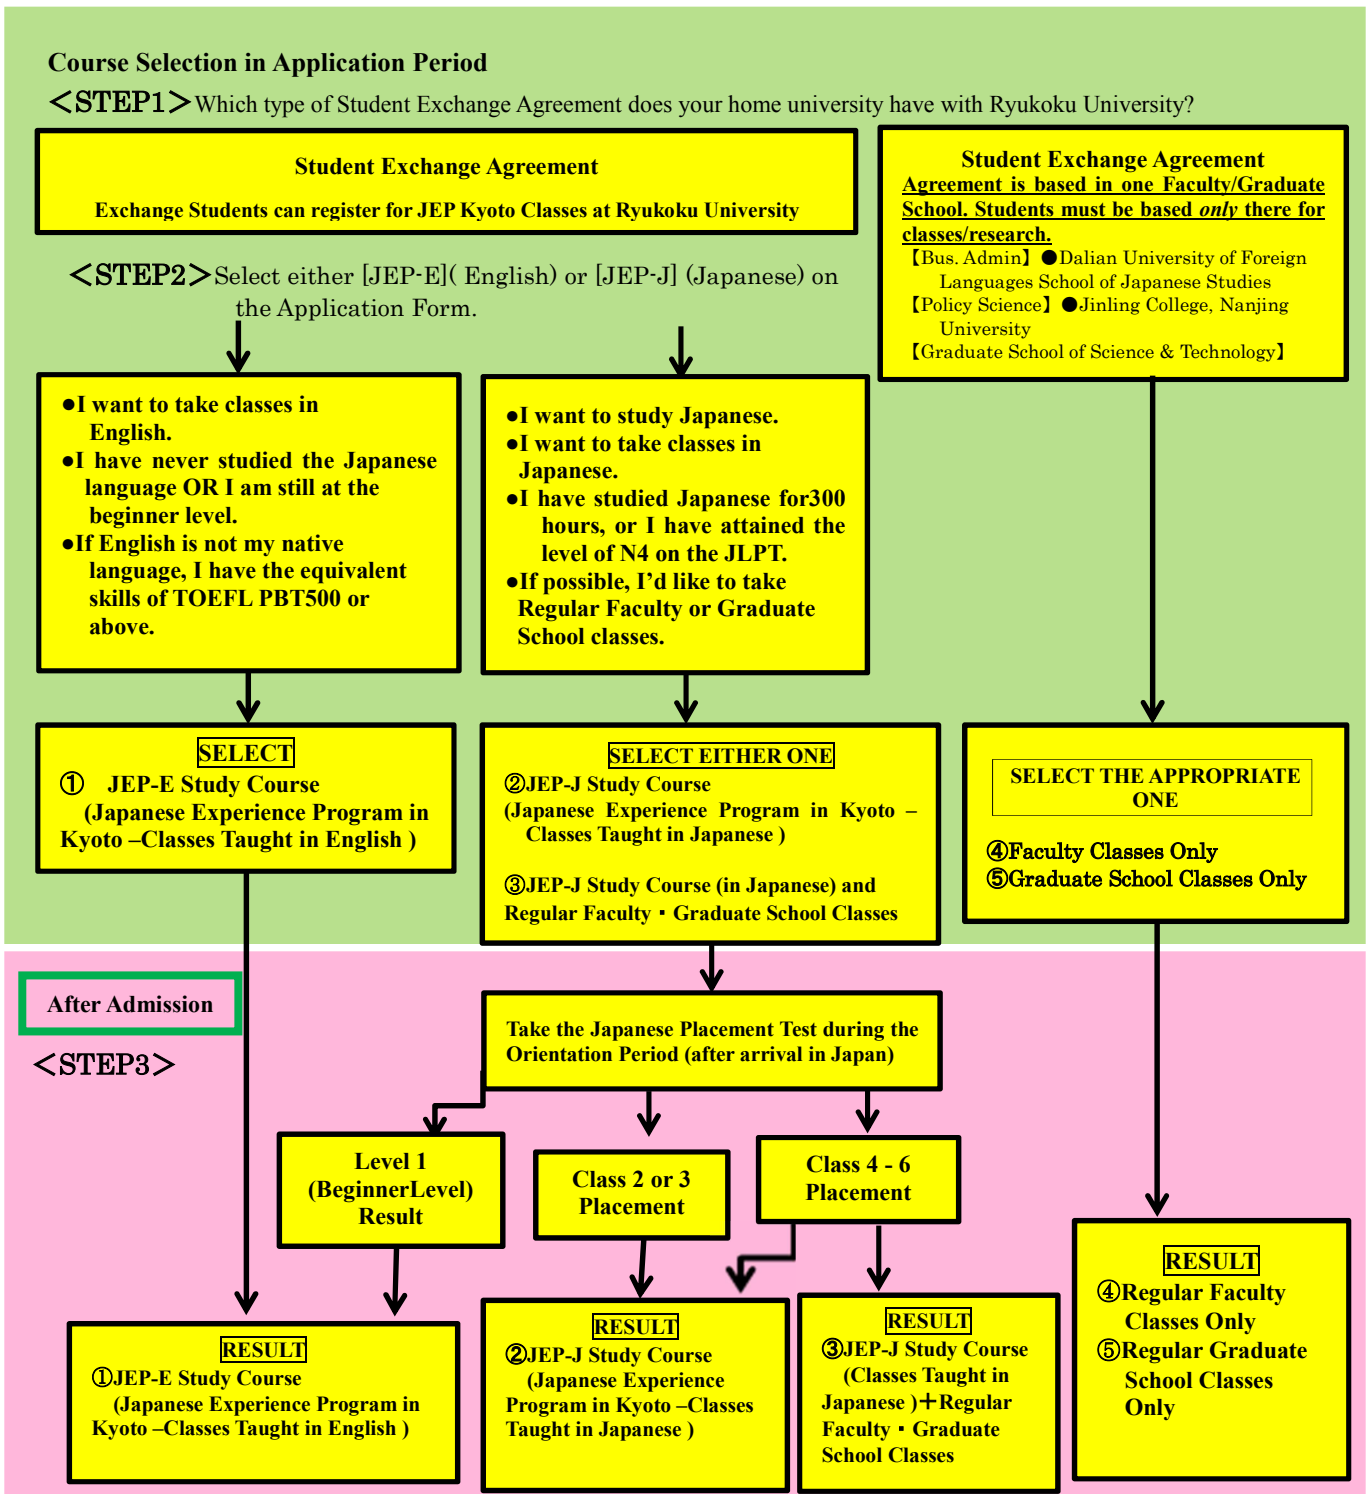 Course Selection in Application Period
＜STEP1＞Which type of Student Exchange Agreement does your home university have with Ryukoku University?
Student Exchange Agreement
Exchange Students can register for JEP Kyoto Classes at Ryukoku University
Student Exchange Agreement
Agreement is based in one Faculty/Graduate
School. Students must be based only there for
classes/research.
【Bus. Admin】●Dalian University of Foreign
Languages School of Japanese Studies
【Policy Science】●Jinling College, Nanjing
University
【Graduate School of Science & Technology】
＜STEP2＞Select either [JEP-E]( English) or [JEP-J] (Japanese) on
the Application Form.
●I want to take classes in
English.
●I have never studied the Japanese
language OR I am still at the
beginner level.
●If English is not my native
language, I have the equivalent
skills of TOEFL PBT500 or
above.
●I want to study Japanese.
●I want to take classes in
Japanese.
●I have studied Japanese for300
hours, or I have attained the
level of N4 on the JLPT.
●If possible, I’d like to take
Regular Faculty or Graduate
School classes.
SELECT
① JEP-E Study Course
(Japanese Experience Program in
Kyoto –Classes Taught in English )
SELECT EITHER ONE
②JEP-J Study Course
(Japanese Experience Program in Kyoto –
Classes Taught in Japanese )
③JEP-J Study Course (in Japanese) and
Regular Faculty・Graduate School Classes
SELECT THE APPROPRIATE
ONE
④Faculty Classes Only
⑤Graduate School Classes Only
After Admission
＜STEP3＞
Take the Japanese Placement Test during the
Orientation Period (after arrival in Japan)
Level 1
(BeginnerLevel)
Result
Class 2 or 3
Placement
Class 4 - 6
Placement
RESULT
①JEP-E Study Course
(Japanese Experience Program in
Kyoto –Classes Taught in English )
RESULT
②JEP-J Study Course
(Japanese Experience
Program in Kyoto –Classes
Taught in Japanese )
RESULT
③JEP-J Study Course
(Classes Taught in
Japanese )＋Regular
Faculty・Graduate
School Classes
RESULT
④Regular Faculty
Classes Only
⑤Regular Graduate
School Classes
Only